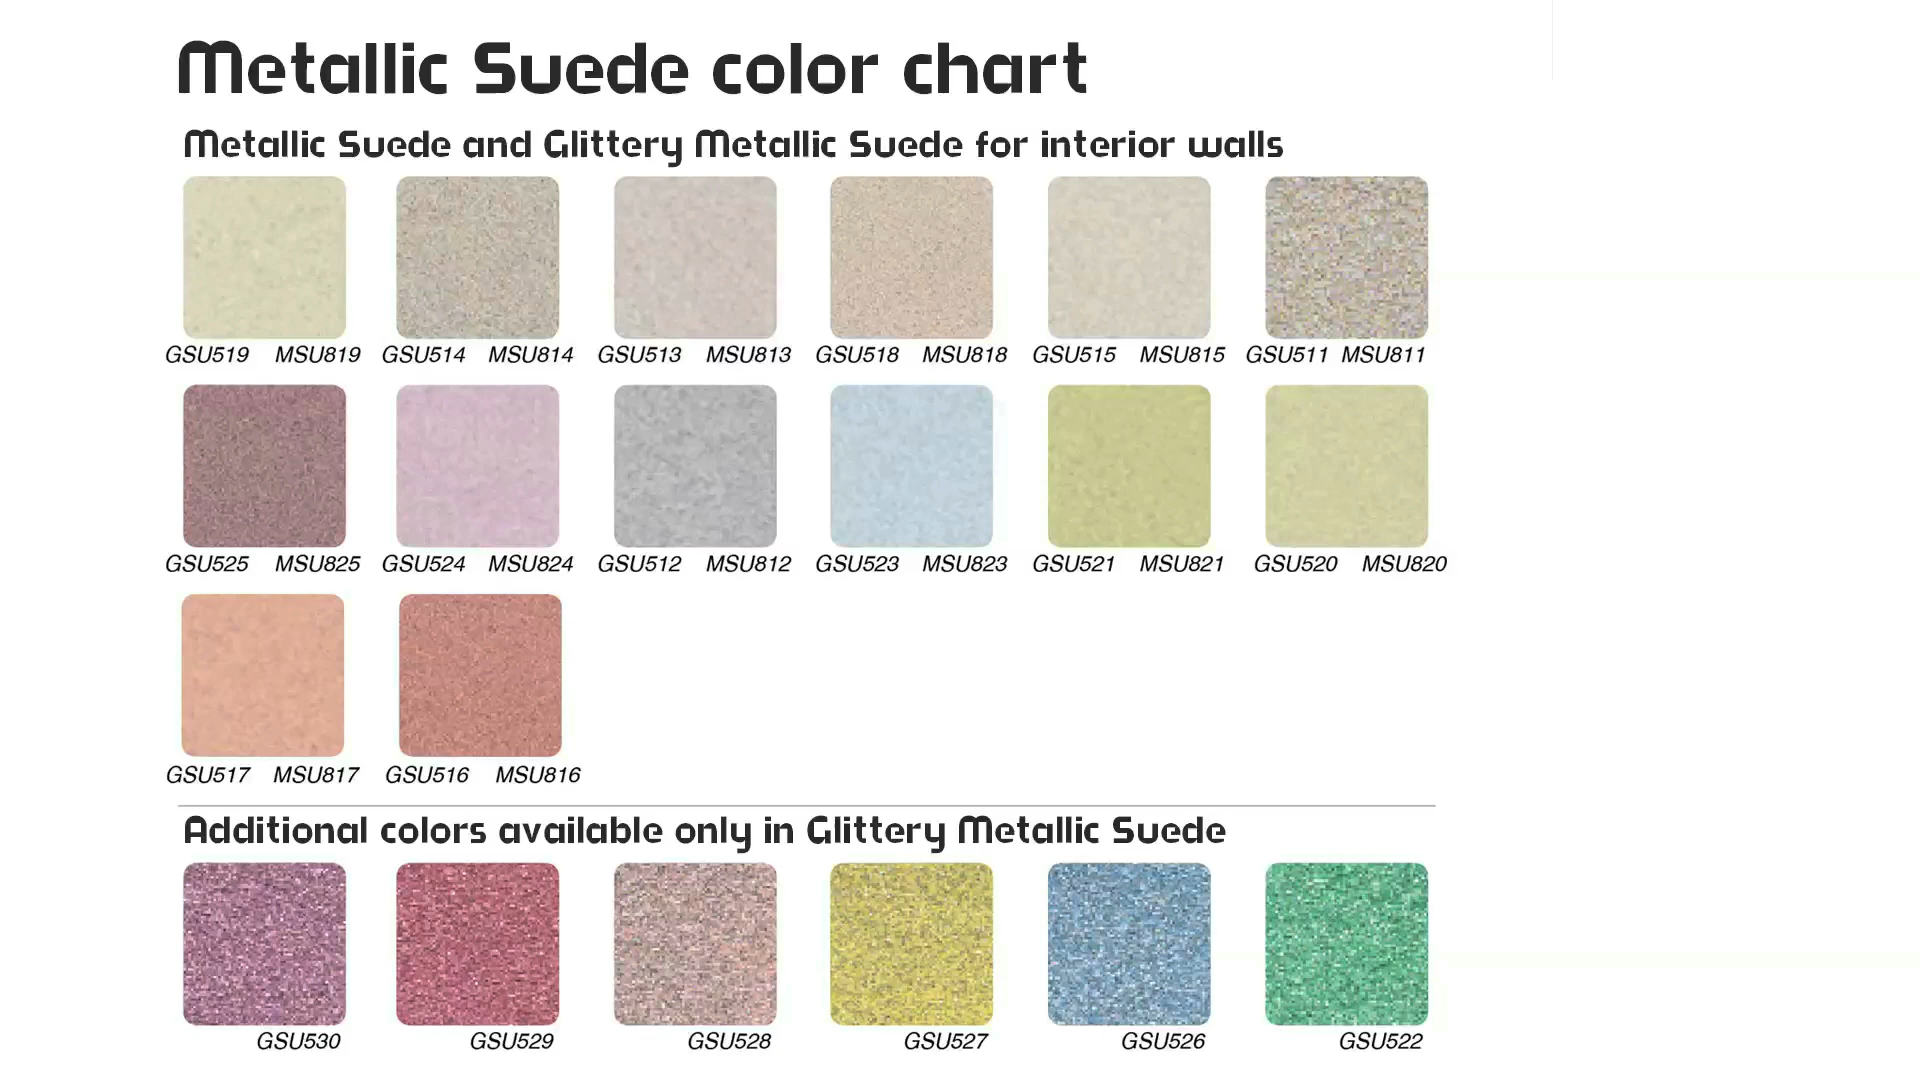 Metallic Suede color chart
Metallic Suede and Glittery Metallic Suede for interior walls
GSU519 MSU819 GSU514 MSU814 GSU513 MSU813 GSU518 MSU818 GSU515 MSU815 GSU511 MSU811
GSU525 MSU825 GSU524 MSU824 GSU512 MSU812 GSU523 MSU823 GSU521 MSU821 GSU520 MSU820
GSU517 MSU817 GSU516 MSU816
Additional colors available only in Glittery Metallic Suede
GSU530 GSU529 GSU528 GSU527 GSU526 GSU522